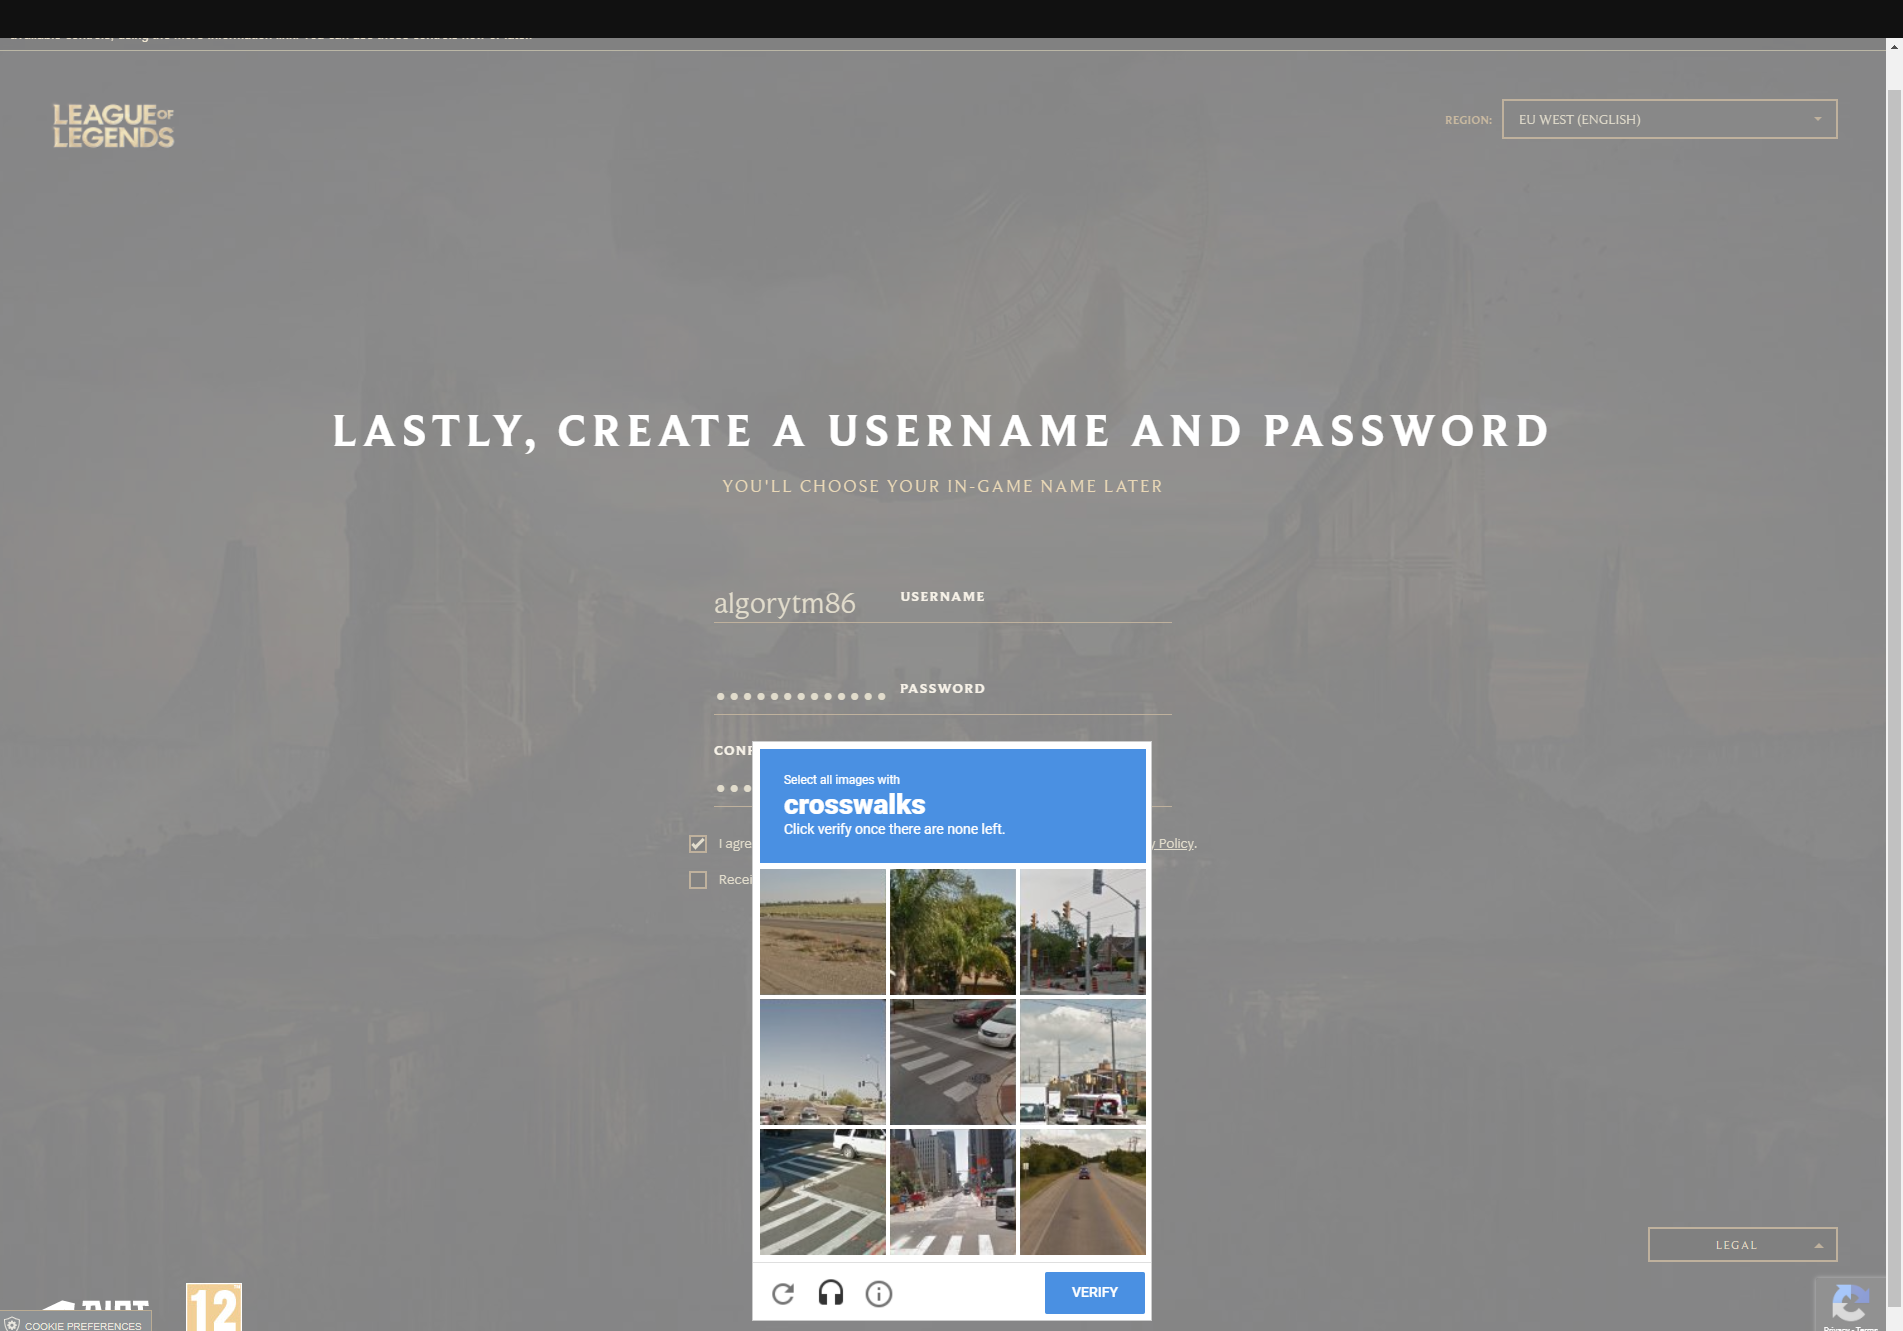 LEAGUE OF
LEGENDS
REGION:
EU WEST (ENGLISH)
LASTLY, CREATE A USERNAME AND PASSWORD
YOU'LL CHOOSE YOUR IN-GAME NAME LATER
algorytm86
USERNAME
PASSWORD
CONF
Select all images with
crosswalks
Click verify once there are none left.
I agre
y Policy.
Recei
VERIFY
LEGAL
12
COOKIE PREFERENCES
Privacy - Terms